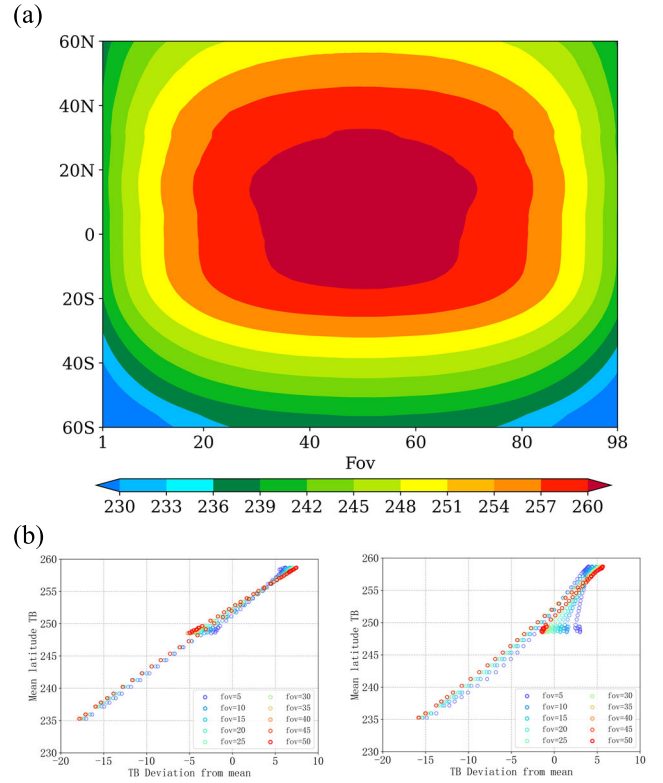 (a)
60N
40N
20N
0
20S
40S
60S
1 20 40 60 80 98
Fov
230 233 236 239 242 245 248 251 254 257 260
(b)
Mean latitude TB
260
255
250
245
240
235
230
fov=5 fov=30
fov=10 fov=35
fov=15 fov=40
fov=20 fov=45
fov=25 fov=50
-20 -15 -10 -5 0 5 10
TB Deviation from mean
Mean latitude TB
260
255
250
245
240
235
230
fov=5 fov=30
fov=10 fov=35
fov=15 fov=40
fov=20 fov=45
fov=25 fov=50
-20 -15 -10 -5 0 5 10
TB Deviation from mean